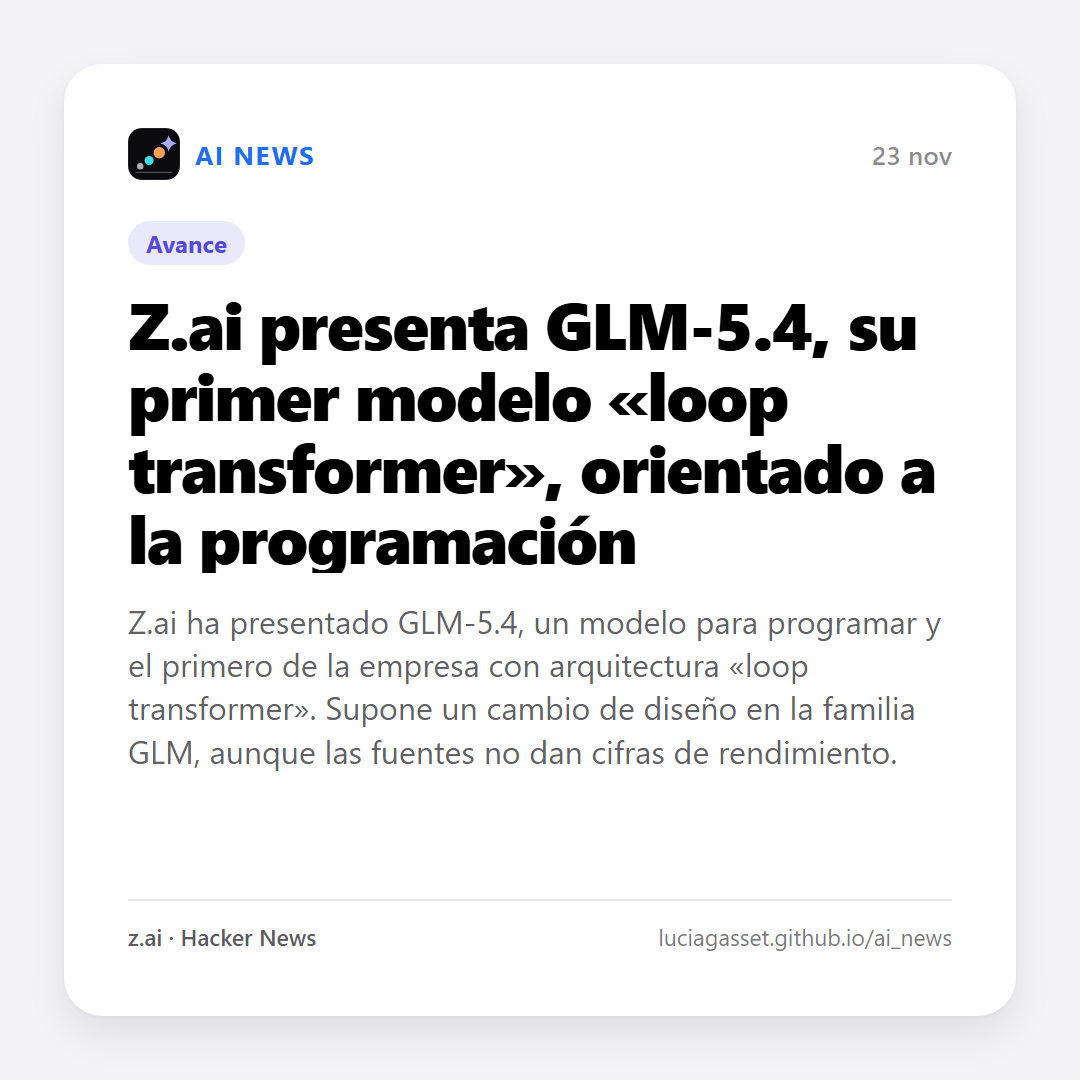 AI NEWS
23 nov
Avance
Z.ai presenta GLM-5.4, su
primer modelo «loop
transformer», orientado a
la programación
Z.ai ha presentado GLM-5.4, un modelo para programar y
el primero de la empresa con arquitectura «loop
transformer». Supone un cambio de diseño en la familia
GLM, aunque las fuentes no dan cifras de rendimiento.
z.ai · Hacker News
luciagasset.github.io/ai_news